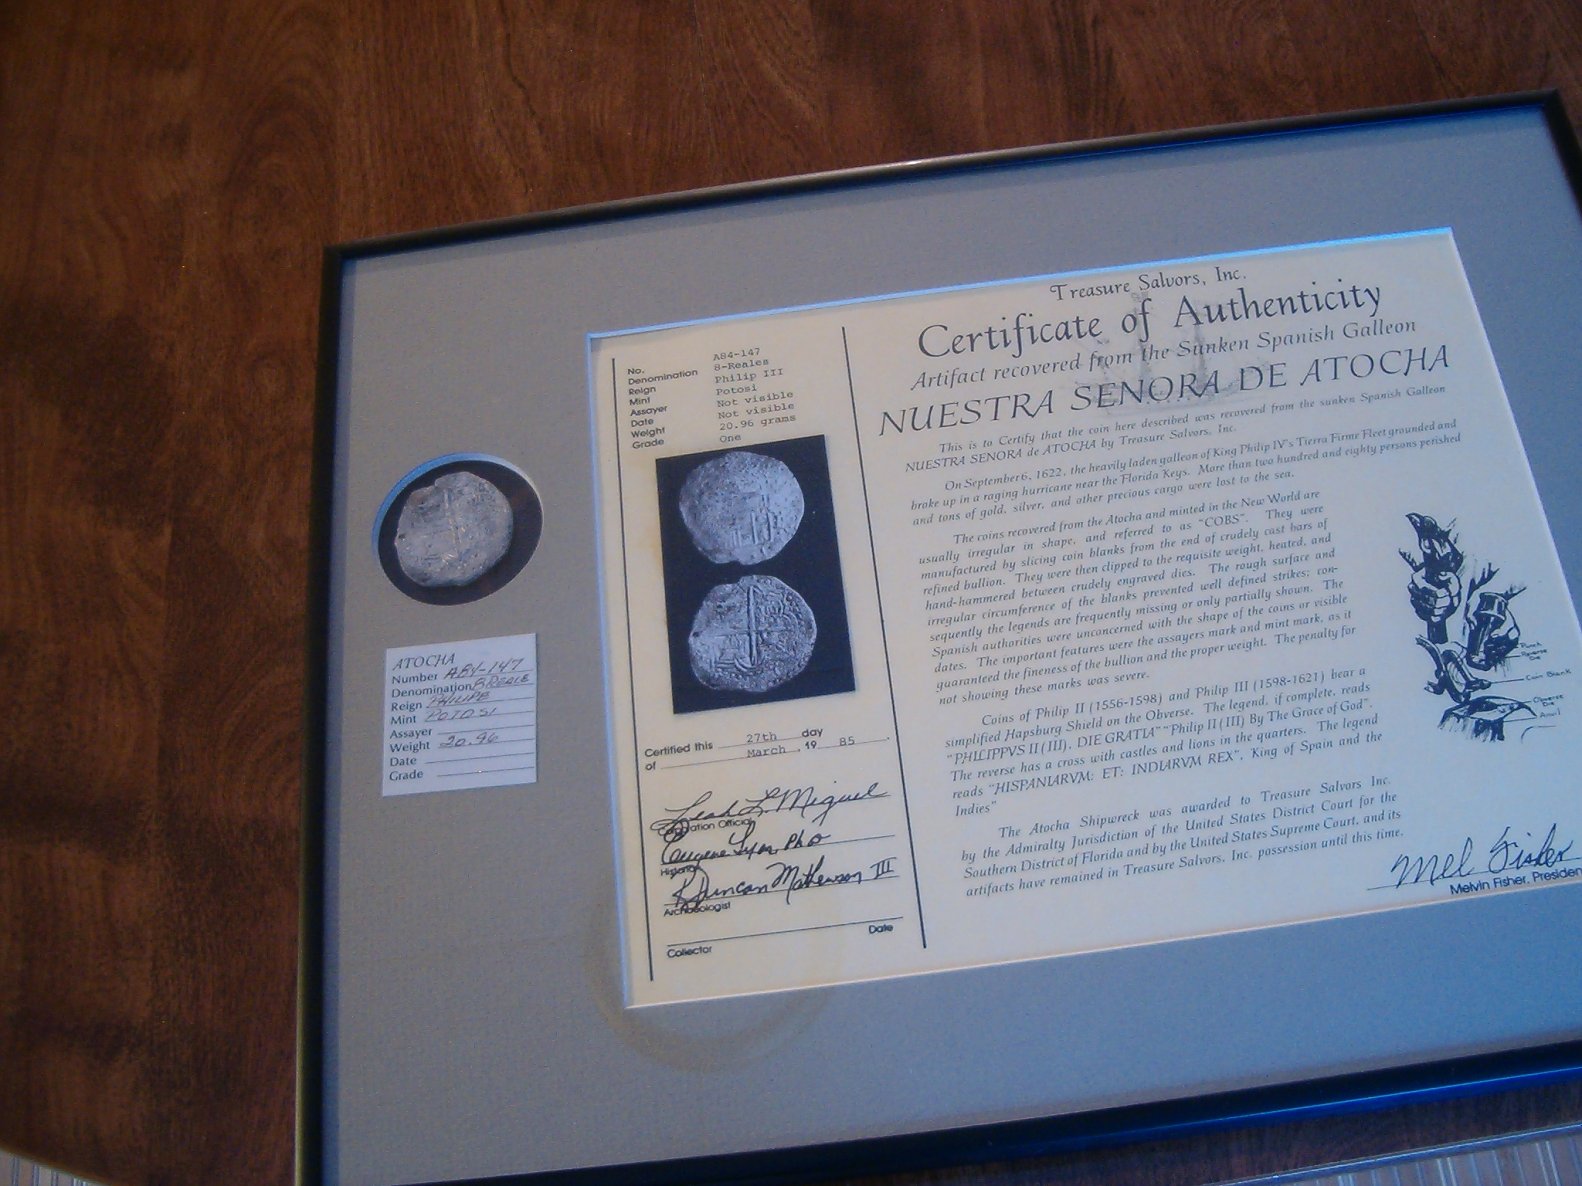 ATOCHA
Number A84-147
Denomination 8 REALE
Reign PHILIPE
Mint POTOSI
Assayer
Weight 20.96
Date
Grade
No. A84-147
Denomination 8-Reales
Reign Philip III
Mint Potosi
Assayer Not visible
Date Not visible
Weight 20.96 grams
Grade One
Certified this 27th day
of March, 19 85.
Leah L. Miguel
Corporation Official
Eugene Lyon, PhD
Historian
R Duncan Mathewson III
Archaeologist
Collector Date
Treasure Salvors, Inc.
Certificate of Authenticity
Artifact recovered from the Sunken Spanish Galleon
NUESTRA SENORA DE ATOCHA
This is to Certify that the coin here described was recovered from the sunken Spanish Galleon
NUESTRA SENORA de ATOCHA by Treasure Salvors, Inc.
On September 6, 1622, the heavily laden galleon of King Philip IV's Tierra Firme Fleet grounded and
broke up in a raging hurricane near the Florida Keys. More than two hundred and eighty persons perished
and tons of gold, silver, and other precious cargo were lost to the sea.
The coins recovered from the Atocha and minted in the New World are
usually irregular in shape, and referred to as "COBS". They were
manufactured by slicing coin blanks from the end of crudely cast bars of
refined bullion. They were then clipped to the requisite weight, heated, and
hand-hammered between crudely engraved dies. The rough surface and
irregular circumference of the blanks prevented well defined strikes; con-
sequently the legends are frequently missing or only partially shown. The
Spanish authorities were unconcerned with the shape of the coins or visible
dates. The important features were the assayers mark and mint mark, as it
guaranteed the fineness of the bullion and the proper weight. The penalty for
not showing these marks was severe.
Coins of Philip II (1556-1598) and Philip III (1598-1621) bear a
simplified Hapsburg Shield on the Obverse. The legend, if complete, reads
"PHILIPPVS II (III), DIE GRATIA" "Philip II (III) By The Grace of God".
The reverse has a cross with castles and lions in the quarters. The legend
reads "HISPANIARVM: ET: INDIARVM REX", King of Spain and the
Indies"
The Atocha Shipwreck was awarded to Treasure Salvors Inc.
by the Admiralty Jurisdiction of the United States District Court for the
Southern District of Florida and by the United States Supreme Court, and its
artifacts have remained in Treasure Salvors, Inc. possession until this time.
Punch
Reverse
Die
Coin Blank
Obverse
Die
Anvil
Mel Fisher
Melvin Fisher, Presiden